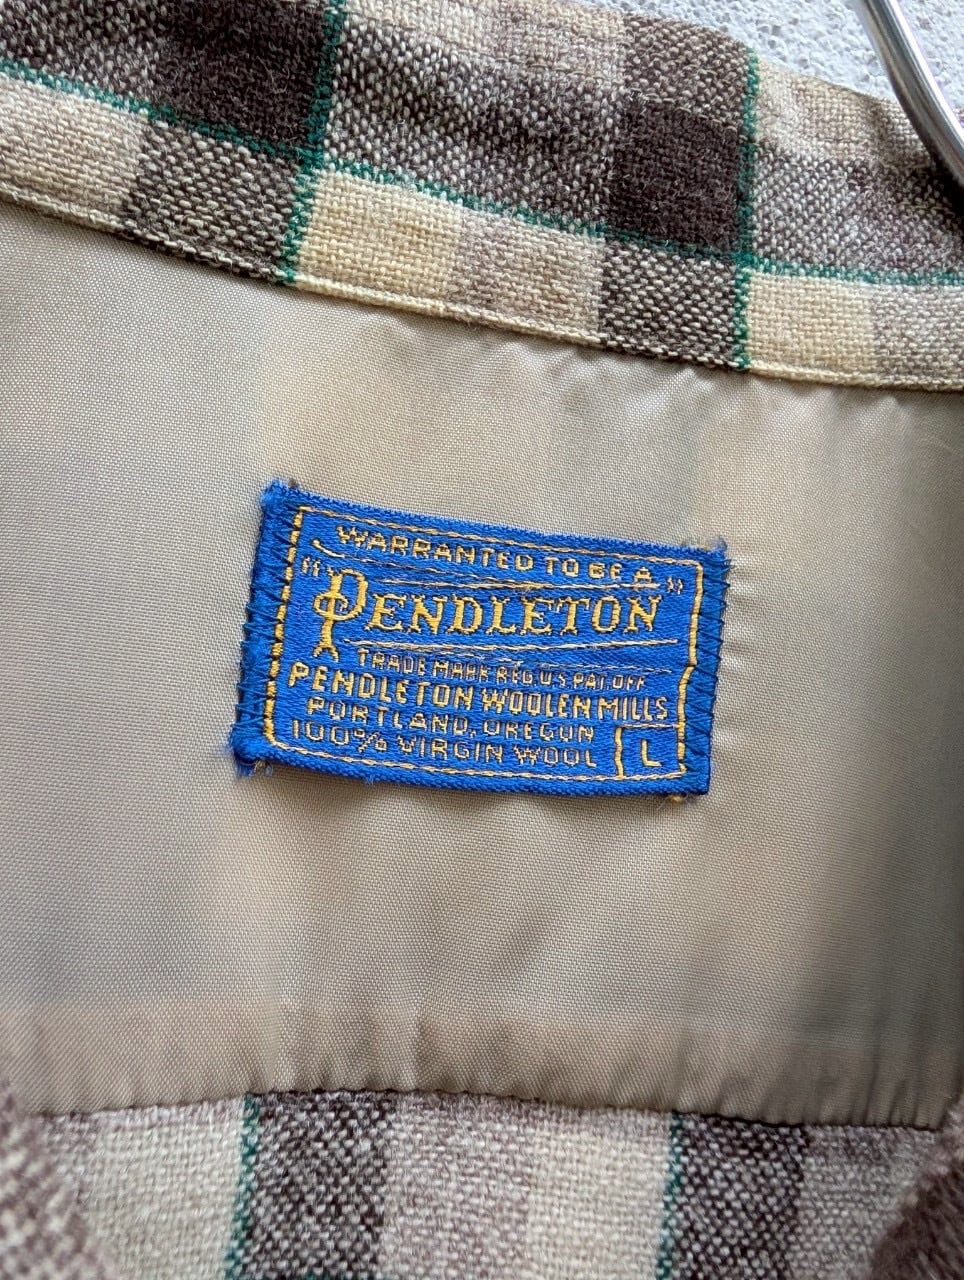 WARRANTED TO BE A
"PENDLETON"
TRADE MARK REG. U.S. PAT. OFF
PENDLETON WOOLEN MILLS
PORTLAND, OREGON
100% VIRGIN WOOL L